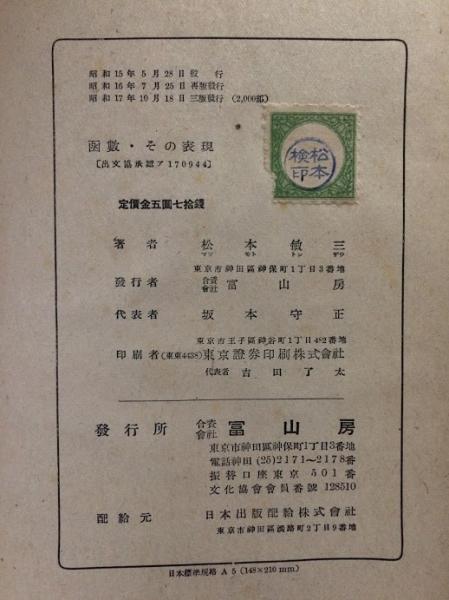 昭和15年5月28日發行
昭和16年7月25日再版發行
昭和17年10月18日三版發行 (2,000部)
函數・その表現
[出文協承認ア170944]
松本
検印
定價金五圓七拾錢
著者 松本敏三
マツ モト トシ ザウ
東京市神田區神保町1丁目3番地
發行者 合資會社 冨山房
代表者 坂本守正
東京市王子區神谷町1丁目482番地
印刷者 (東東4438) 東京證券印刷株式會社
代表者 吉田了太
發行所 合資會社 冨山房
東京市神田區神保町1丁目3番地
電話神田(25)2171〜2178番
振替口座東京501番
文化協會會員番號 128510
配給元 日本出版配給株式會社
東京市神田區淡路町2丁目9番地
日本標準規格 A5 (148×210mm)